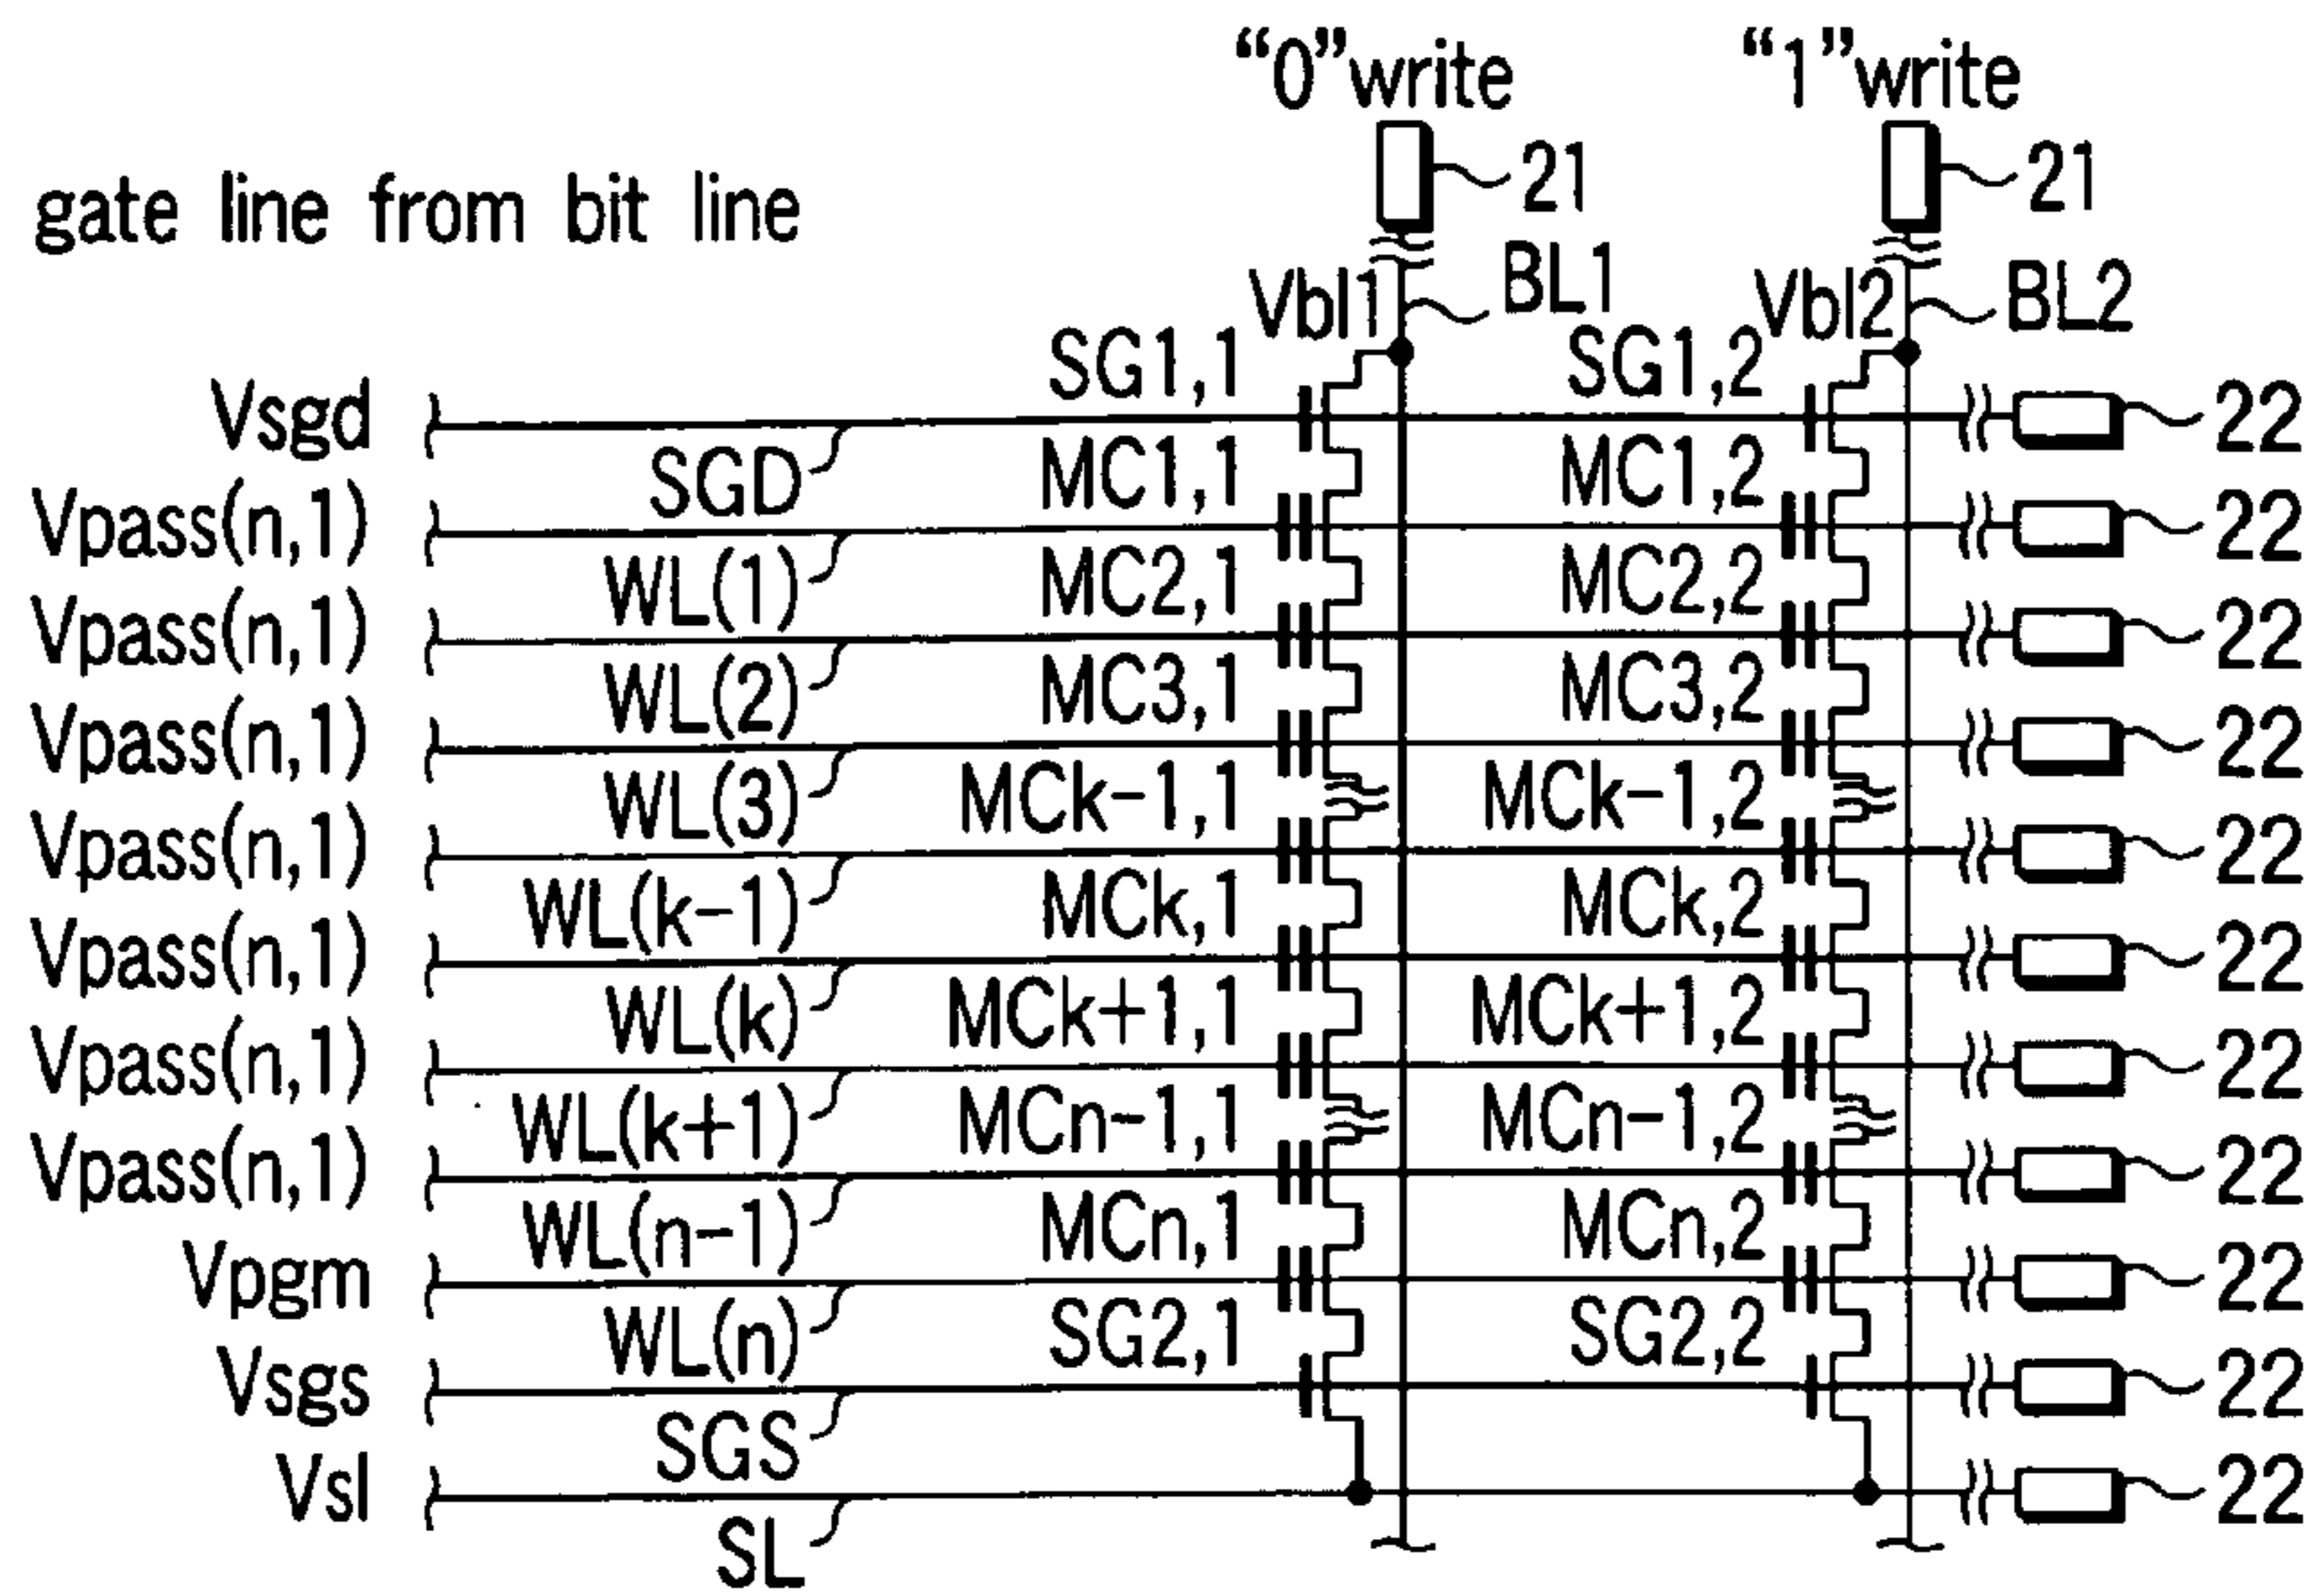 “0”write “1”write
21 21
gate line from bit line
BL1 BL2
Vbl1 Vbl2
SG1,1 SG1,2
Vsgd 22
SGD MC1,1 MC1,2
Vpass(n,1) 22
WL(1) MC2,1 MC2,2
Vpass(n,1) 22
WL(2) MC3,1 MC3,2
Vpass(n,1) 22
WL(3) MCk-1,1 MCk-1,2
Vpass(n,1) 22
WL(k-1) MCk,1 MCk,2
Vpass(n,1) 22
WL(k) MCk+1,1 MCk+1,2
Vpass(n,1) 22
WL(k+1) MCn-1,1 MCn-1,2
Vpass(n,1) 22
WL(n-1) MCn,1 MCn,2
Vpgm 22
WL(n) SG2,1 SG2,2
Vsgs 22
SGS
Vsl 22
SL